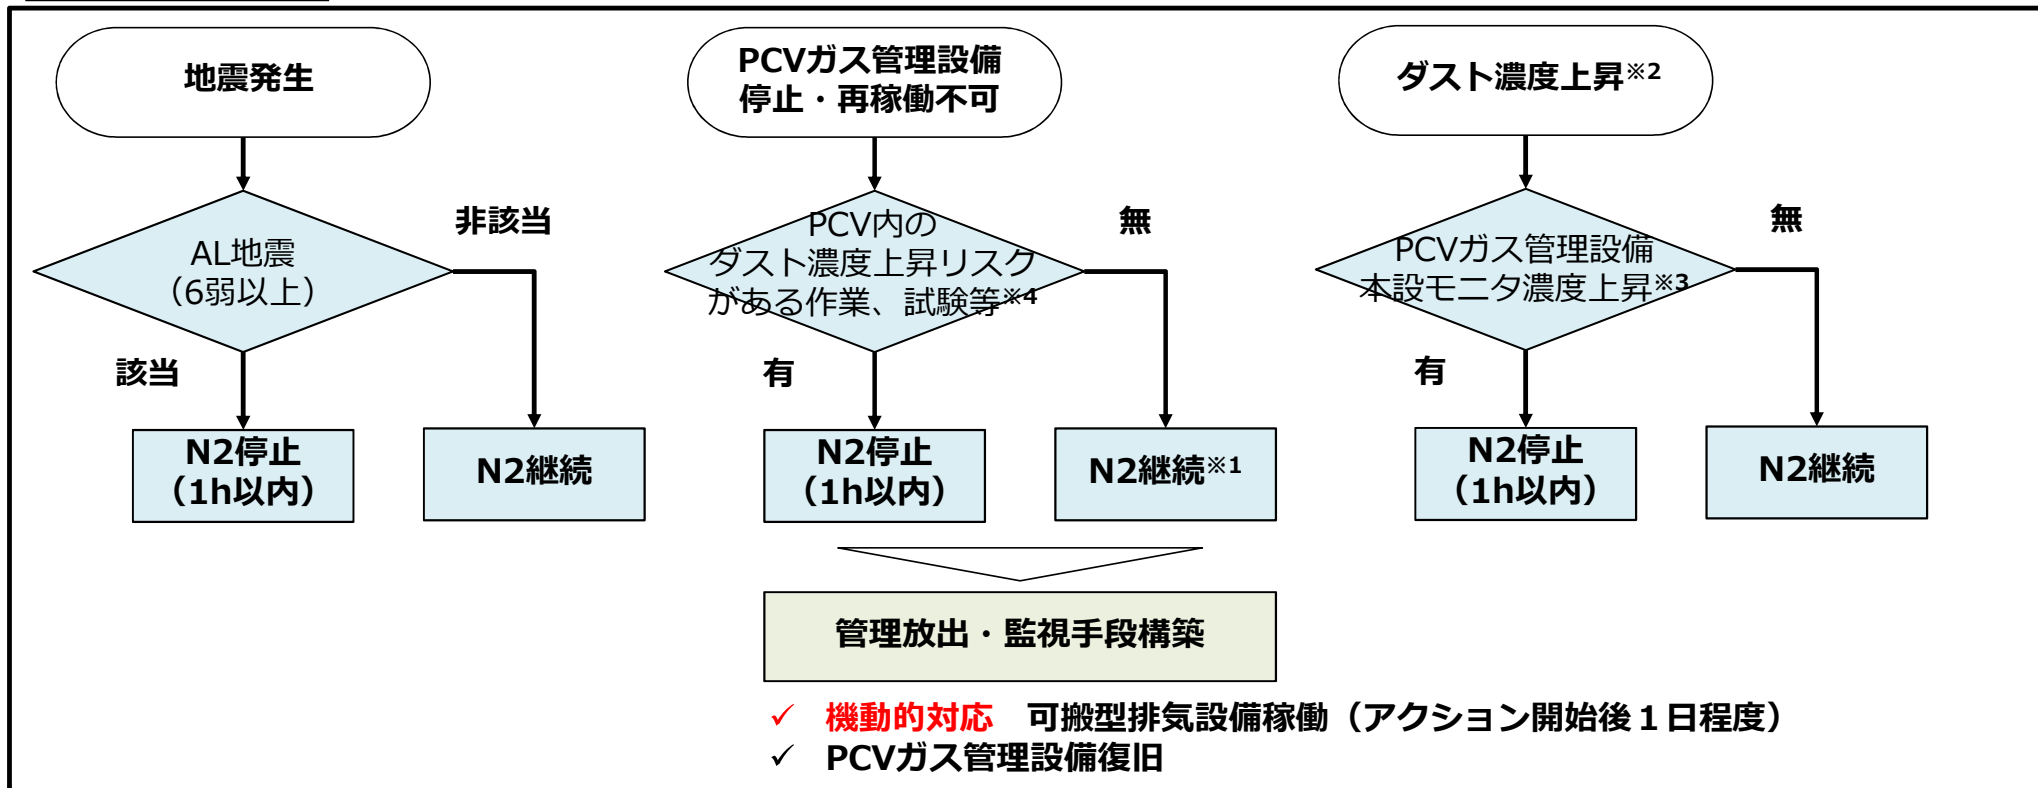 地震発生
AL地震
（6弱以上）
非該当
該当
N2停止
（1h以内）
N2継続
PCVガス管理設備
停止・再稼働不可
PCV内の
ダスト濃度上昇リスク
がある作業、試験等※4
無
有
N2停止
（1h以内）
N2継続※1
ダスト濃度上昇※2
PCVガス管理設備
本設モニタ濃度上昇※3
無
有
N2停止
（1h以内）
N2継続
管理放出・監視手段構築
✓ 機動的対応　可搬型排気設備稼働（アクション開始後１日程度）
✓ PCVガス管理設備復旧